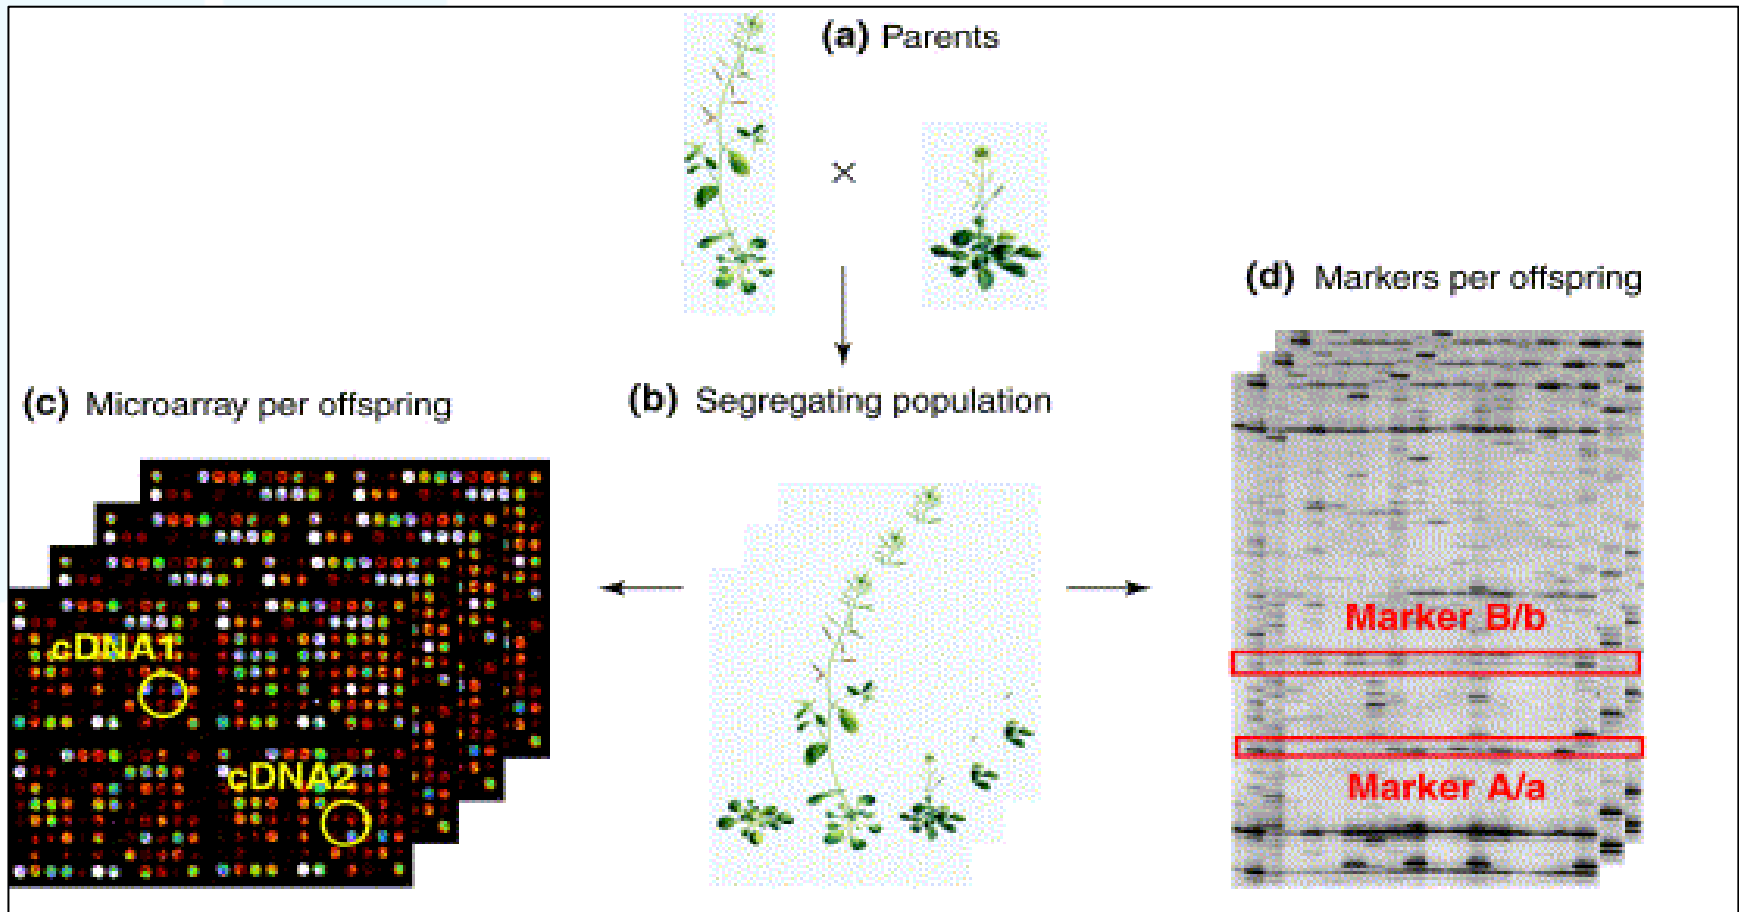 (a) Parents
×
(d) Markers per offspring
(c) Microarray per offspring
(b) Segregating population
cDNA1
cDNA2
Marker B/b
Marker A/a